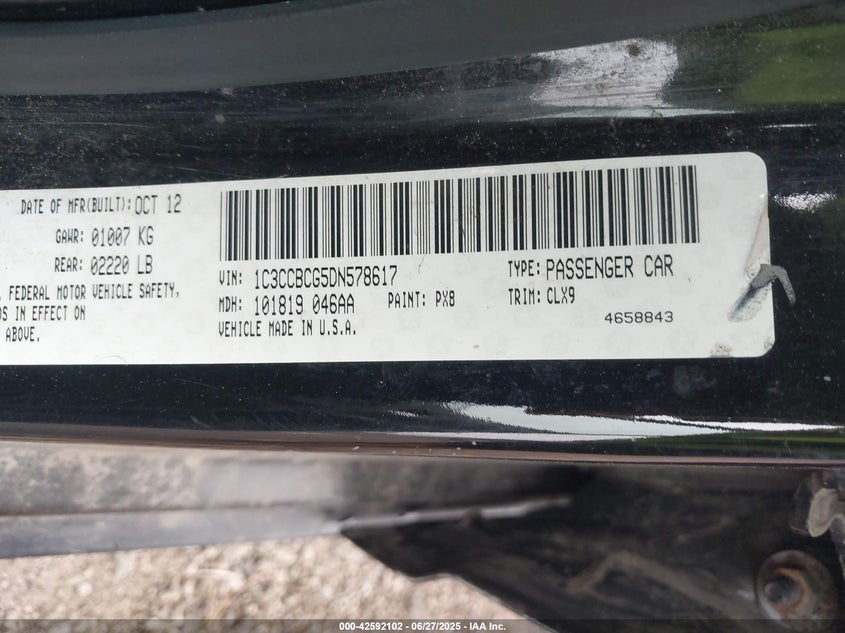 DATE OF MFR(BUILT): OCT 12
GAWR: 01007 KG
REAR: 02220 LB
FEDERAL MOTOR VEHICLE SAFETY,
IN EFFECT ON
ABOVE.
VIN: 1C3CCBCG5DN578617 TYPE: PASSENGER CAR
MDH: 101819 046AA PAINT: PX8 TRIM: CLX9
VEHICLE MADE IN U.S.A. 4658843
000-42592102 - 06/27/2025 - IAA Inc.